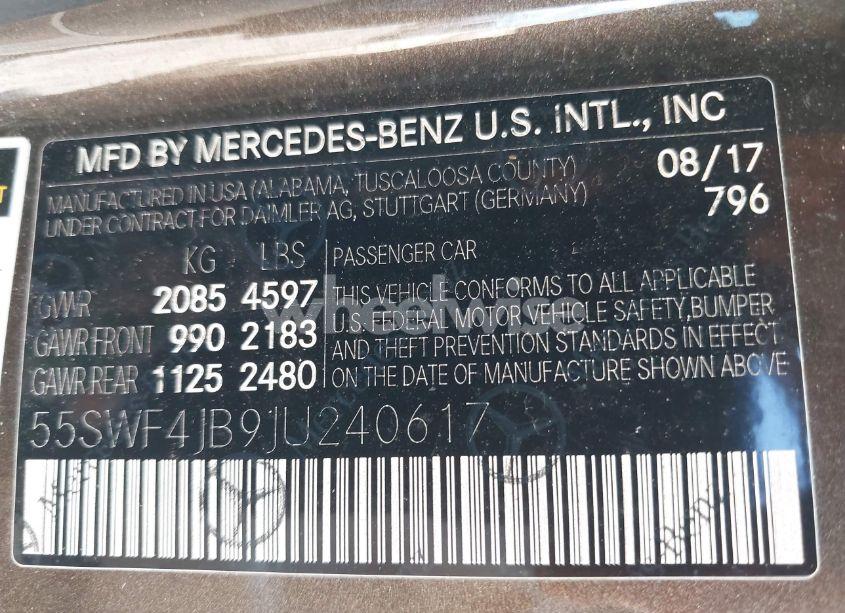 MFD BY MERCEDES-BENZ U.S. INTL., INC
MANUFACTURED IN USA (ALABAMA, TUSCALOOSA COUNTY) 08/17
UNDER CONTRACT FOR DAIMLER AG, STUTTGART (GERMANY) 796
KG LBS PASSENGER CAR
GVWR 2085 4597 THIS VEHICLE CONFORMS TO ALL APPLICABLE
GAWR FRONT 990 2183 U.S. FEDERAL MOTOR VEHICLE SAFETY, BUMPER
GAWR REAR 1125 2480 AND THEFT PREVENTION STANDARDS IN EFFECT
ON THE DATE OF MANUFACTURE SHOWN ABOVE
55SWF4JB9JU240617
wheelwise